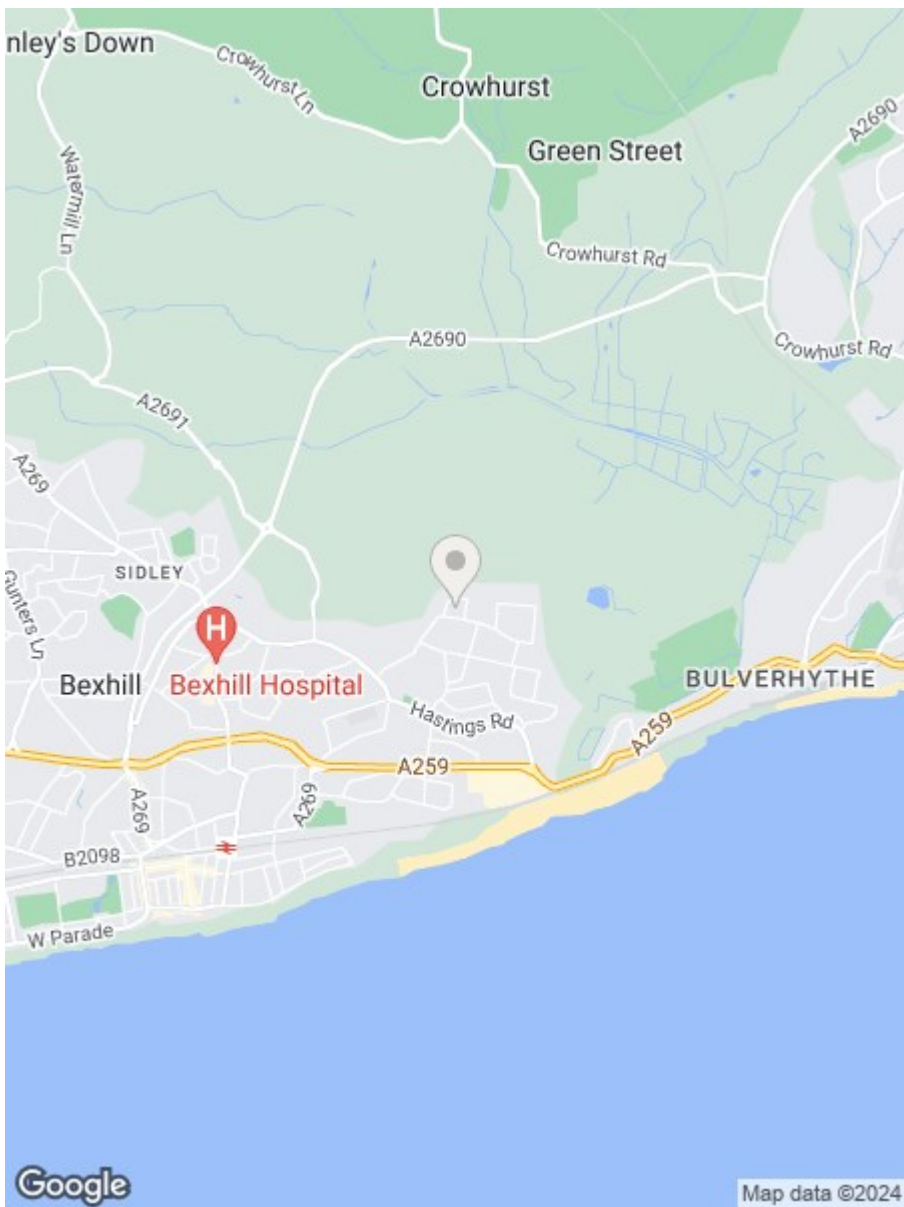 nley's Down
Crowhurst Ln
Crowhurst
Green Street
A2690
Watermill Ln
Crowhurst Rd
A2690
Crowhurst Rd
A2691
A269
SIDLEY
Gunters Ln
H
Bexhill
Bexhill Hospital
BULVERHYTHE
Hastings Rd
A259
A259
A269
A269
B2098
W Parade
Google
Map data ©2024